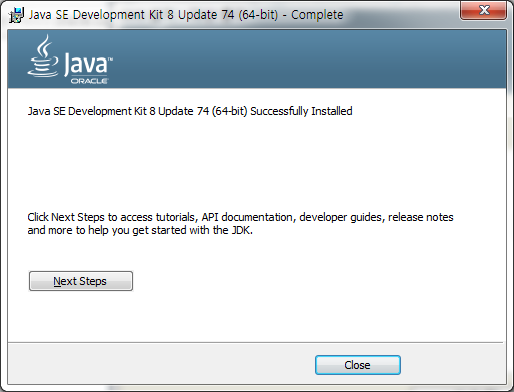 Java SE Development Kit 8 Update 74 (64-bit) - Complete
Java™
ORACLE
Java SE Development Kit 8 Update 74 (64-bit) Successfully Installed
Click Next Steps to access tutorials, API documentation, developer guides, release notes
and more to help you get started with the JDK.
Next Steps
Close